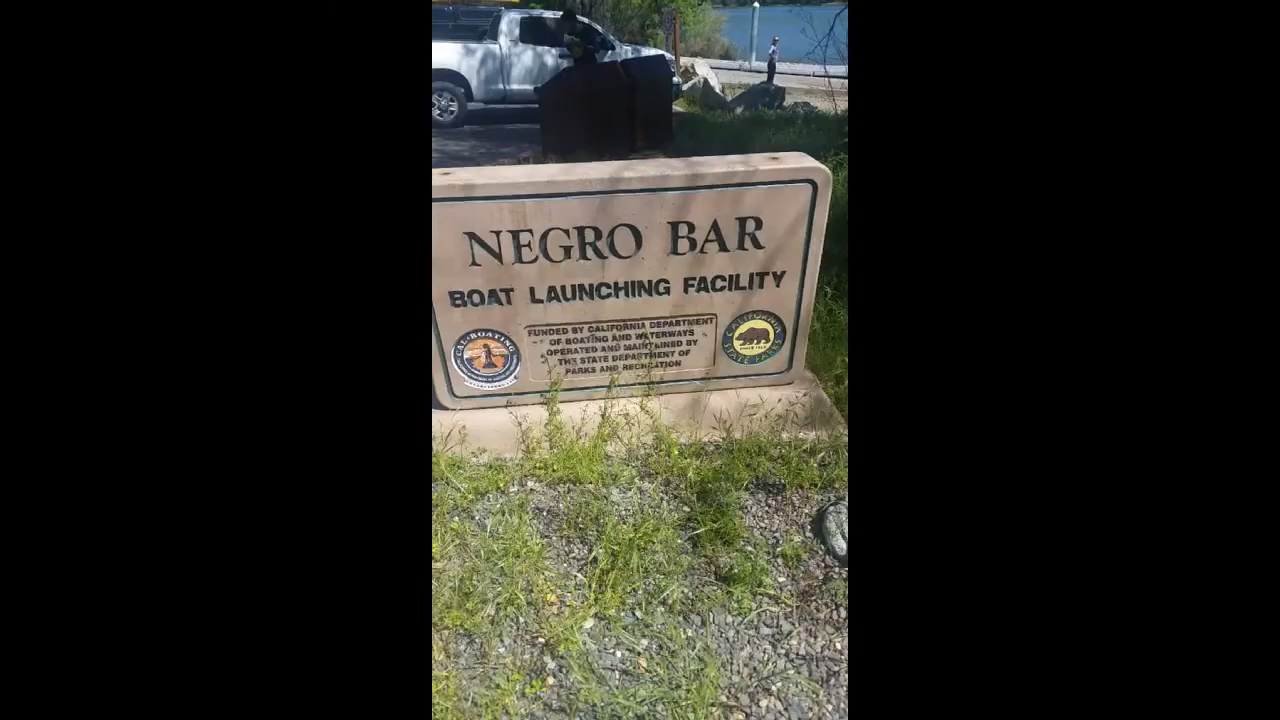 NEGRO BAR
BOAT LAUNCHING FACILITY
FUNDED BY CALIFORNIA DEPARTMENT
OF BOATING AND WATERWAYS
OPERATED AND MAINTAINED BY
THE STATE DEPARTMENT OF
PARKS AND RECREATION
CAL BOATING
CALIFORNIA
STATE PARKS